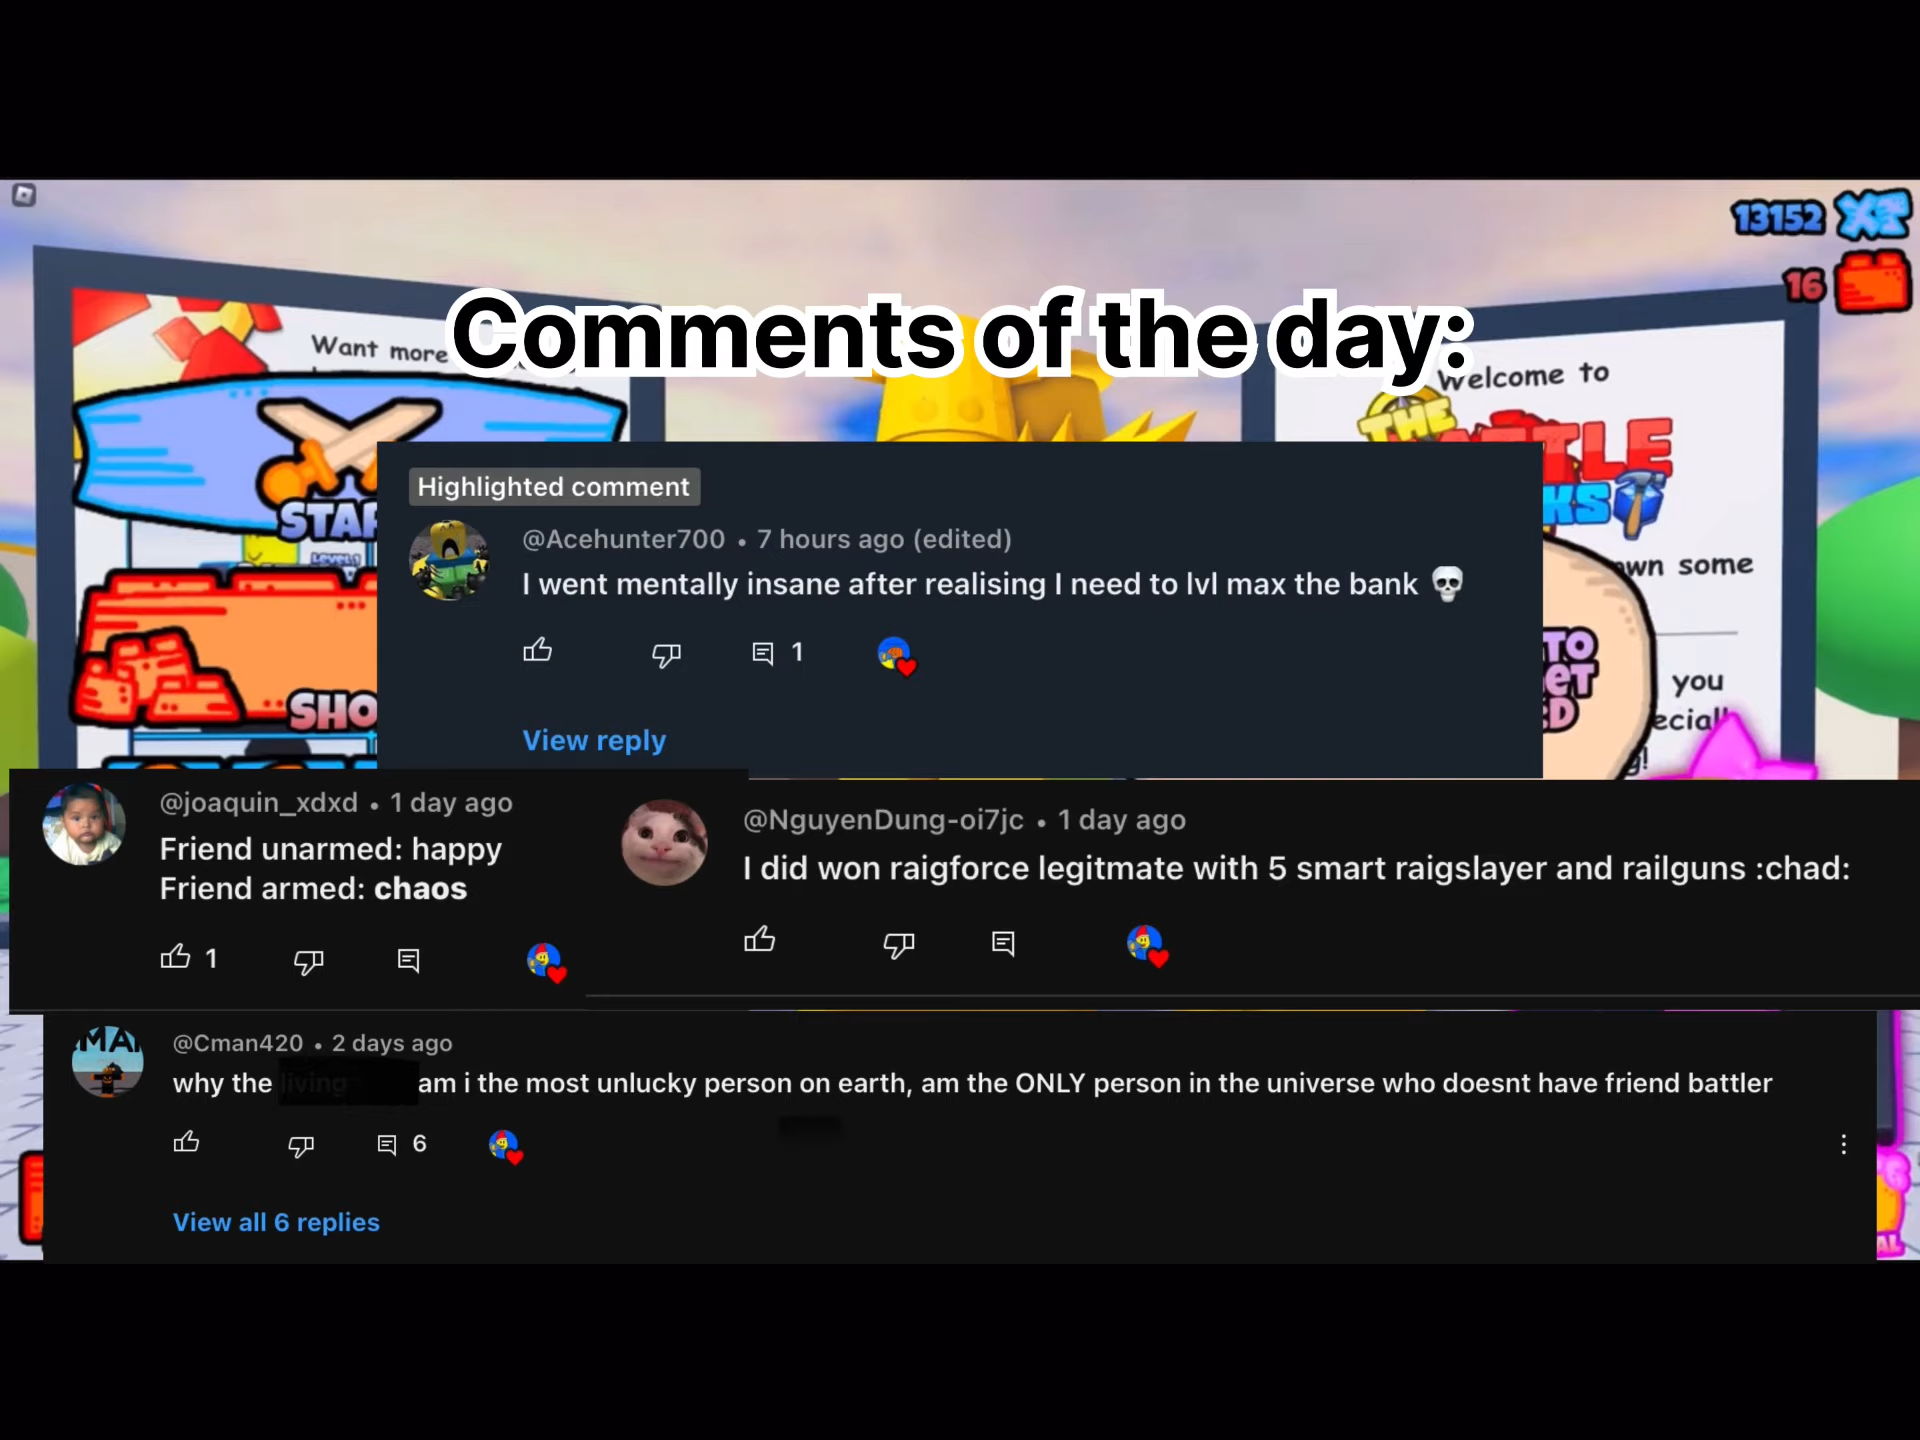 13152
16
Comments of the day:
Want more
Welcome to
THE
STAR
Highlighted comment
@Acehunter700 • 7 hours ago (edited)
I went mentally insane after realising I need to lvl max the bank 💀
1
View reply
LEVEL 1
SHO
own some
TO
you
@joaquin_xdxd • 1 day ago
Friend unarmed: happy
Friend armed: chaos
1
@NguyenDung-oi7jc • 1 day ago
I did won raigforce legitmate with 5 smart raigslayer and railguns :chad:
@Cman420 • 2 days ago
why the living am i the most unlucky person on earth, am the ONLY person in the universe who doesnt have friend battler
6
View all 6 replies